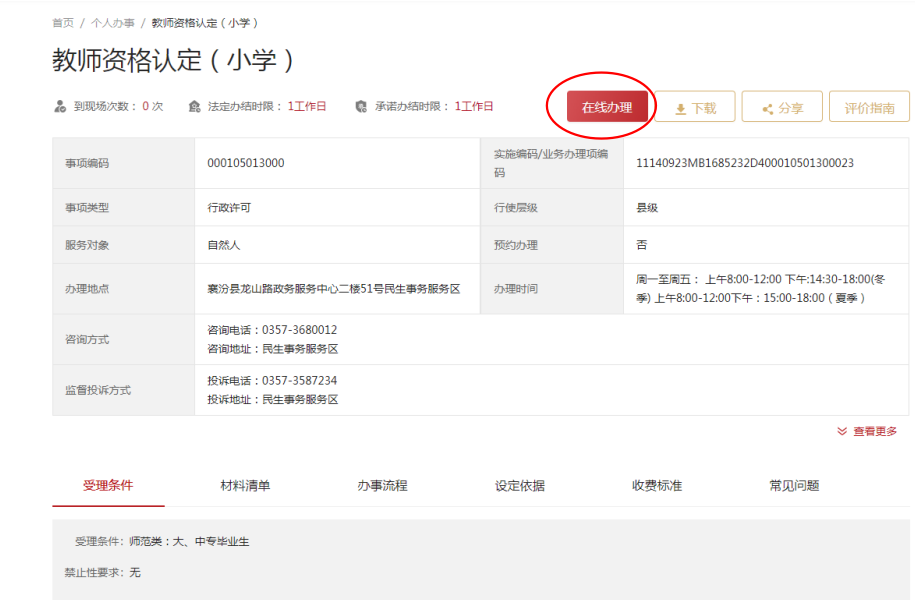 首页 / 个人办事 / 教师资格认定（小学）
教师资格认定（小学）
到现场次数：0 次 法定办结时限：1工作日 承诺办结时限：1工作日 在线办理 下载 分享 评价指南
事项编码 000105013000 实施编码/业务办理项编
码 11140923MB1685232D400010501300023
事项类型 行政许可 行使层级 县级
服务对象 自然人 预约办理 否
办理地点 襄汾县龙山路政务服务中心二楼51号民生事务服务区 办理时间 周一至周五： 上午8:00-12:00 下午:14:30-18:00(冬
季) 上午8:00-12:00下午：15:00-18:00（夏季）
咨询方式 咨询电话：0357-3680012
咨询地址：民生事务服务区
监督投诉方式 投诉电话：0357-3587234
投诉地址：民生事务服务区
查看更多
受理条件 材料清单 办事流程 设定依据 收费标准 常见问题
受理条件: 师范类：大、中专毕业生
禁止性要求: 无